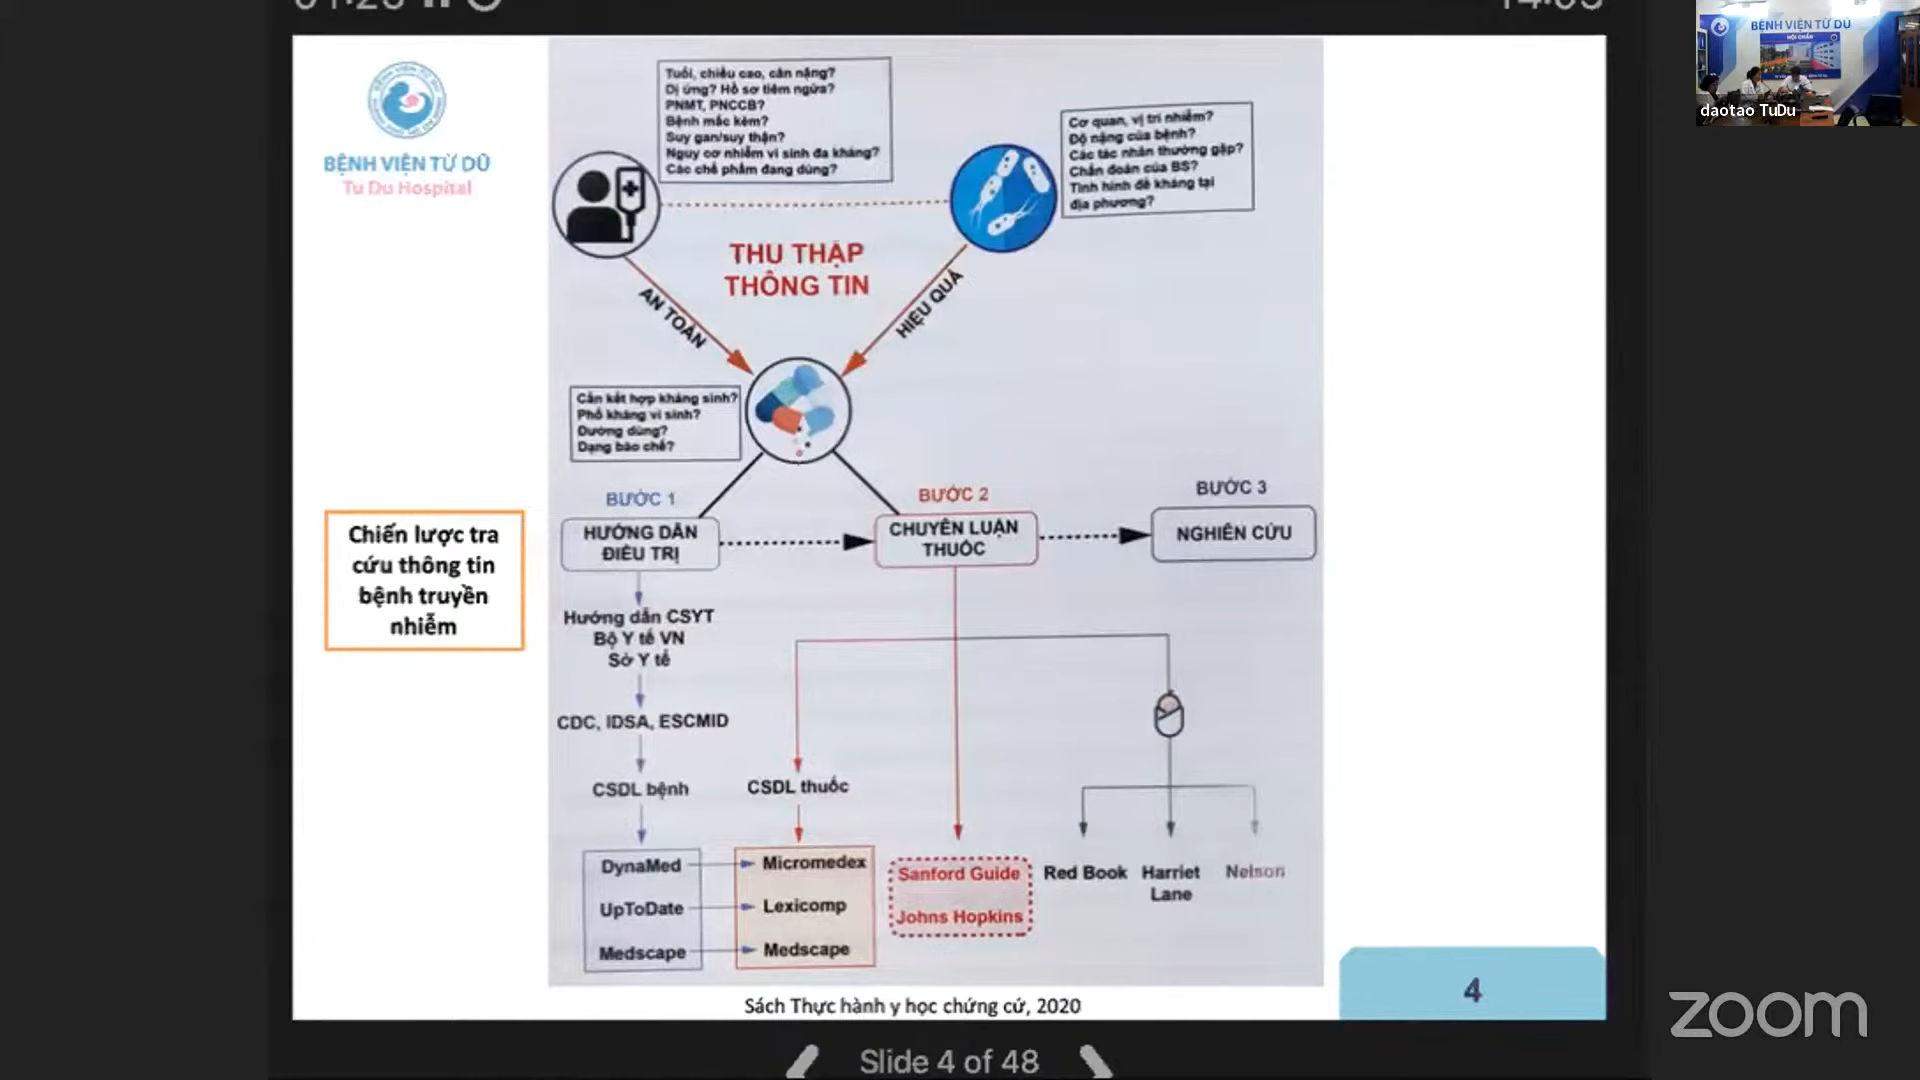 BỆNH VIỆN TỪ DŨ
Tu Du Hospital
Tuổi, chiều cao, cân nặng?
Dị ứng? Hồ sơ tiêm ngừa?
PNMT, PNCCB?
Bệnh mắc kèm?
Suy gan/suy thận?
Nguy cơ nhiễm vi sinh đa kháng?
Các chế phẩm đang dùng?
Cơ quan, vị trí nhiễm?
Độ nặng của bệnh?
Các tác nhân thường gặp?
Chẩn đoán của BS?
Tình hình đề kháng tại
địa phương?
THU THẬP
THÔNG TIN
AN TOÀN
HIỆU QUẢ
Cần kết hợp kháng sinh?
Phổ kháng vi sinh?
Đường dùng?
Dạng bào chế?
BƯỚC 1
HƯỚNG DẪN
ĐIỀU TRỊ
BƯỚC 2
CHUYÊN LUẬN
THUỐC
BƯỚC 3
NGHIÊN CỨU
Chiến lược tra
cứu thông tin
bệnh truyền
nhiễm
Hướng dẫn CSYT
Bộ Y tế VN
Sở Y tế
CDC, IDSA, ESCMID
CSDL bệnh
CSDL thuốc
DynaMed
UpToDate
Medscape
Micromedex
Lexicomp
Medscape
Sanford Guide
Johns Hopkins
Red Book
Harriet
Lane
Nelson
Sách Thực hành y học chứng cứ, 2020
4
Slide 4 of 48
BỆNH VIỆN TỪ DŨ
HỘI CHẨN
daotao TuDu
zoom